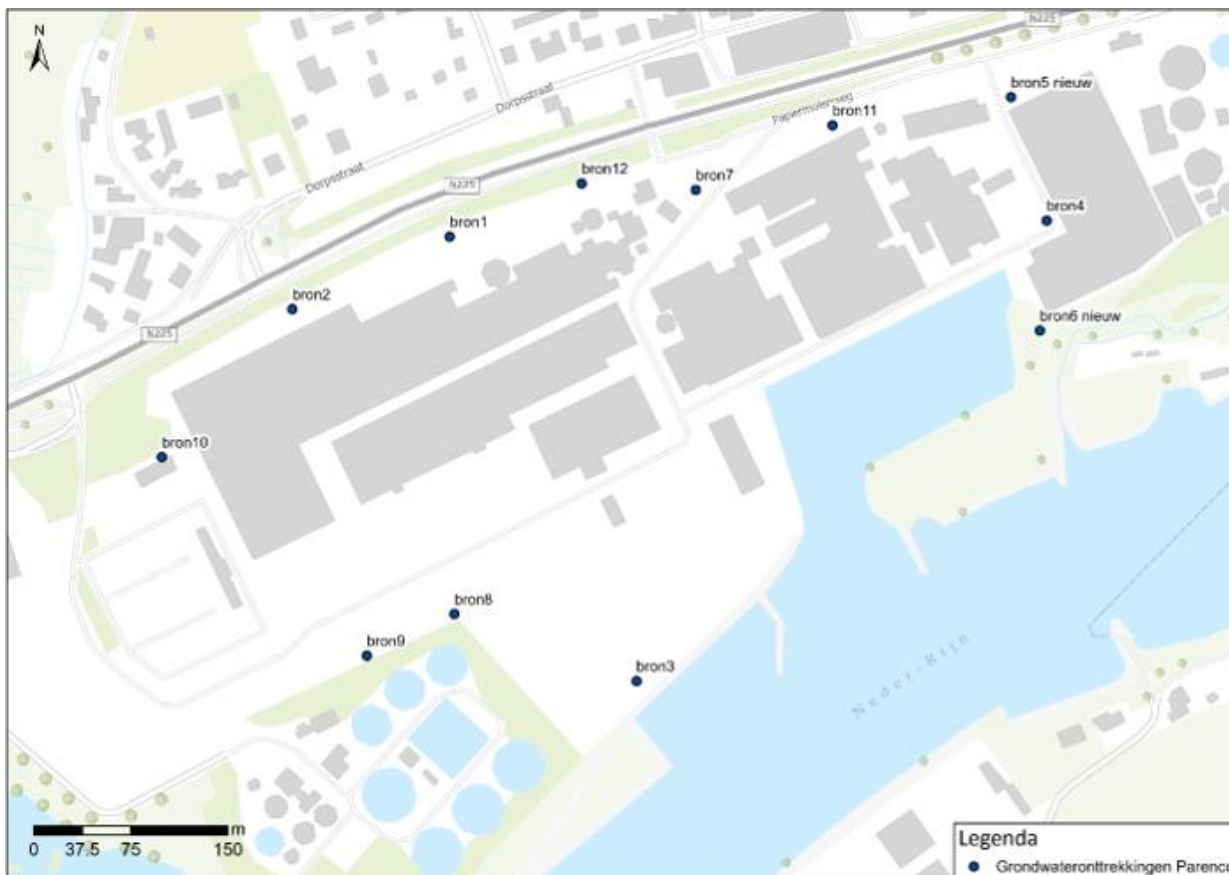 N
N225
Dorpsstraat
Papiermolenweg
bron5 nieuw
bron11
bron12
bron7
Dorpsstraat
N225
bron1
bron4
bron2
bron6 nieuw
N225
bron10
bron8
bron9
bron3
Neder-Rijn
m
0 37.5 75 150
Legenda
Grondwateronttrekkingen Parenco